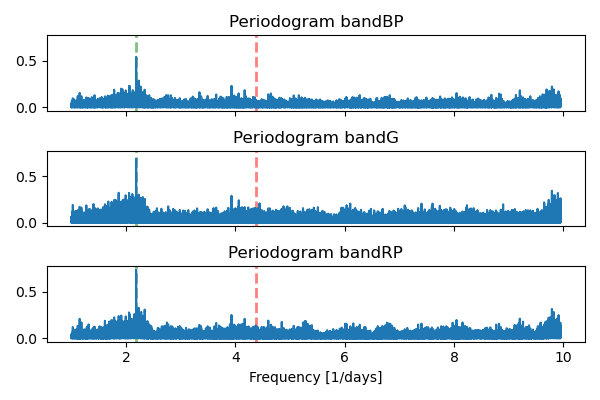 Periodogram bandBP
0.5
0.0
Periodogram bandG
0.5
0.0
Periodogram bandRP
0.5
0.0
2 4 6 8 10
Frequency [1/days]